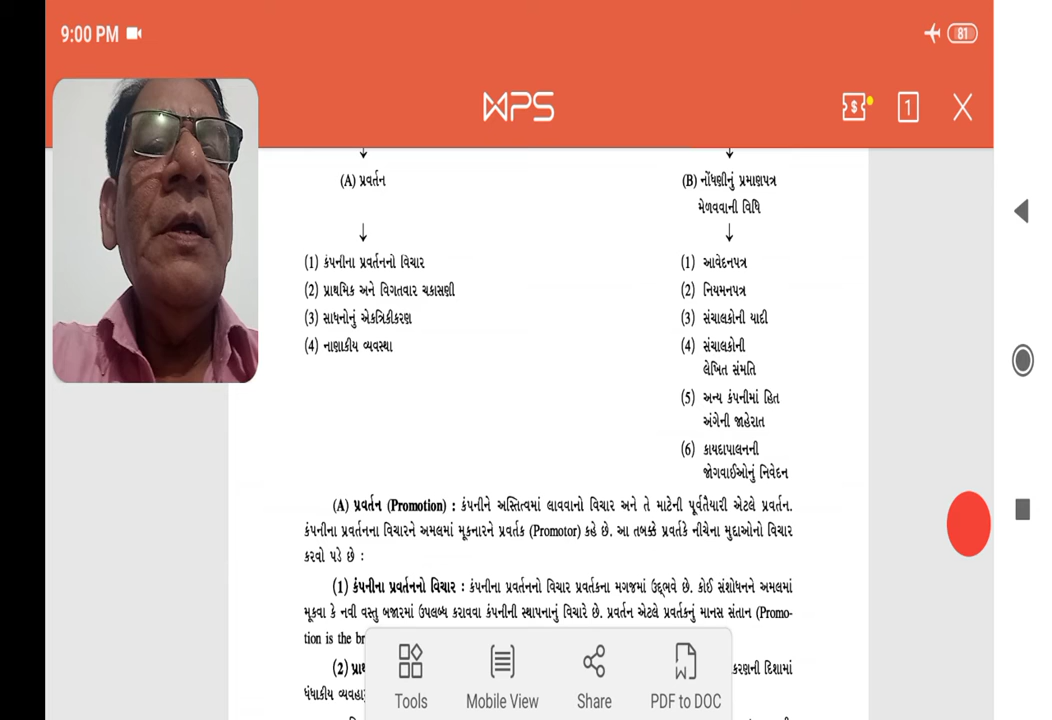 9:00 PM
81
WPS
$
1
(A) પ્રવર્તન
(B) નોંધણીનું પ્રમાણપત્ર
મેળવવાની વિધિ
(1) કંપનીના પ્રવર્તનનો વિચાર
(2) પ્રાથમિક અને વિગતવાર ચકાસણી
(3) સાધનોનું એકત્રિકીકરણ
(4) નાણાકીય વ્યવસ્થા
(1) આવેદનપત્ર
(2) નિયમનપત્ર
(3) સંચાલકોની યાદી
(4) સંચાલકોની
લેખિત સંમતિ
(5) અન્ય કંપનીમાં હિત
અંગેની જાહેરાત
(6) કાયદાપાલનની
જોગવાઈઓનું નિવેદન
(A) પ્રવર્તન (Promotion) : કંપનીને અસ્તિત્વમાં લાવવાનો વિચાર અને તે માટેની પૂર્વતૈયારી એટલે પ્રવર્તન.
કંપનીના પ્રવર્તનના વિચારને અમલમાં મૂકનારને પ્રવર્તક (Promotor) કહે છે. આ તબક્કે પ્રવર્તકે નીચેના મુદ્દાઓનો વિચાર
કરવો પડે છે :
(1) કંપનીના પ્રવર્તનનો વિચાર : કંપનીના પ્રવર્તનનો વિચાર પ્રવર્તકના મગજમાં ઉદ્ભવે છે. કોઈ સંશોધનને અમલમાં
મૂકવા કે નવી વસ્તુ બજારમાં ઉપલબ્ધ કરાવવા કંપનીની સ્થાપનાનું વિચારે છે. પ્રવર્તન એટલે પ્રવર્તકનું માનસ સંતાન (Promo-
tion is the br
(2) પ્રા
કરણની દિશામાં
ધંધાકીય
Tools
Mobile View
Share
PDF to DOC